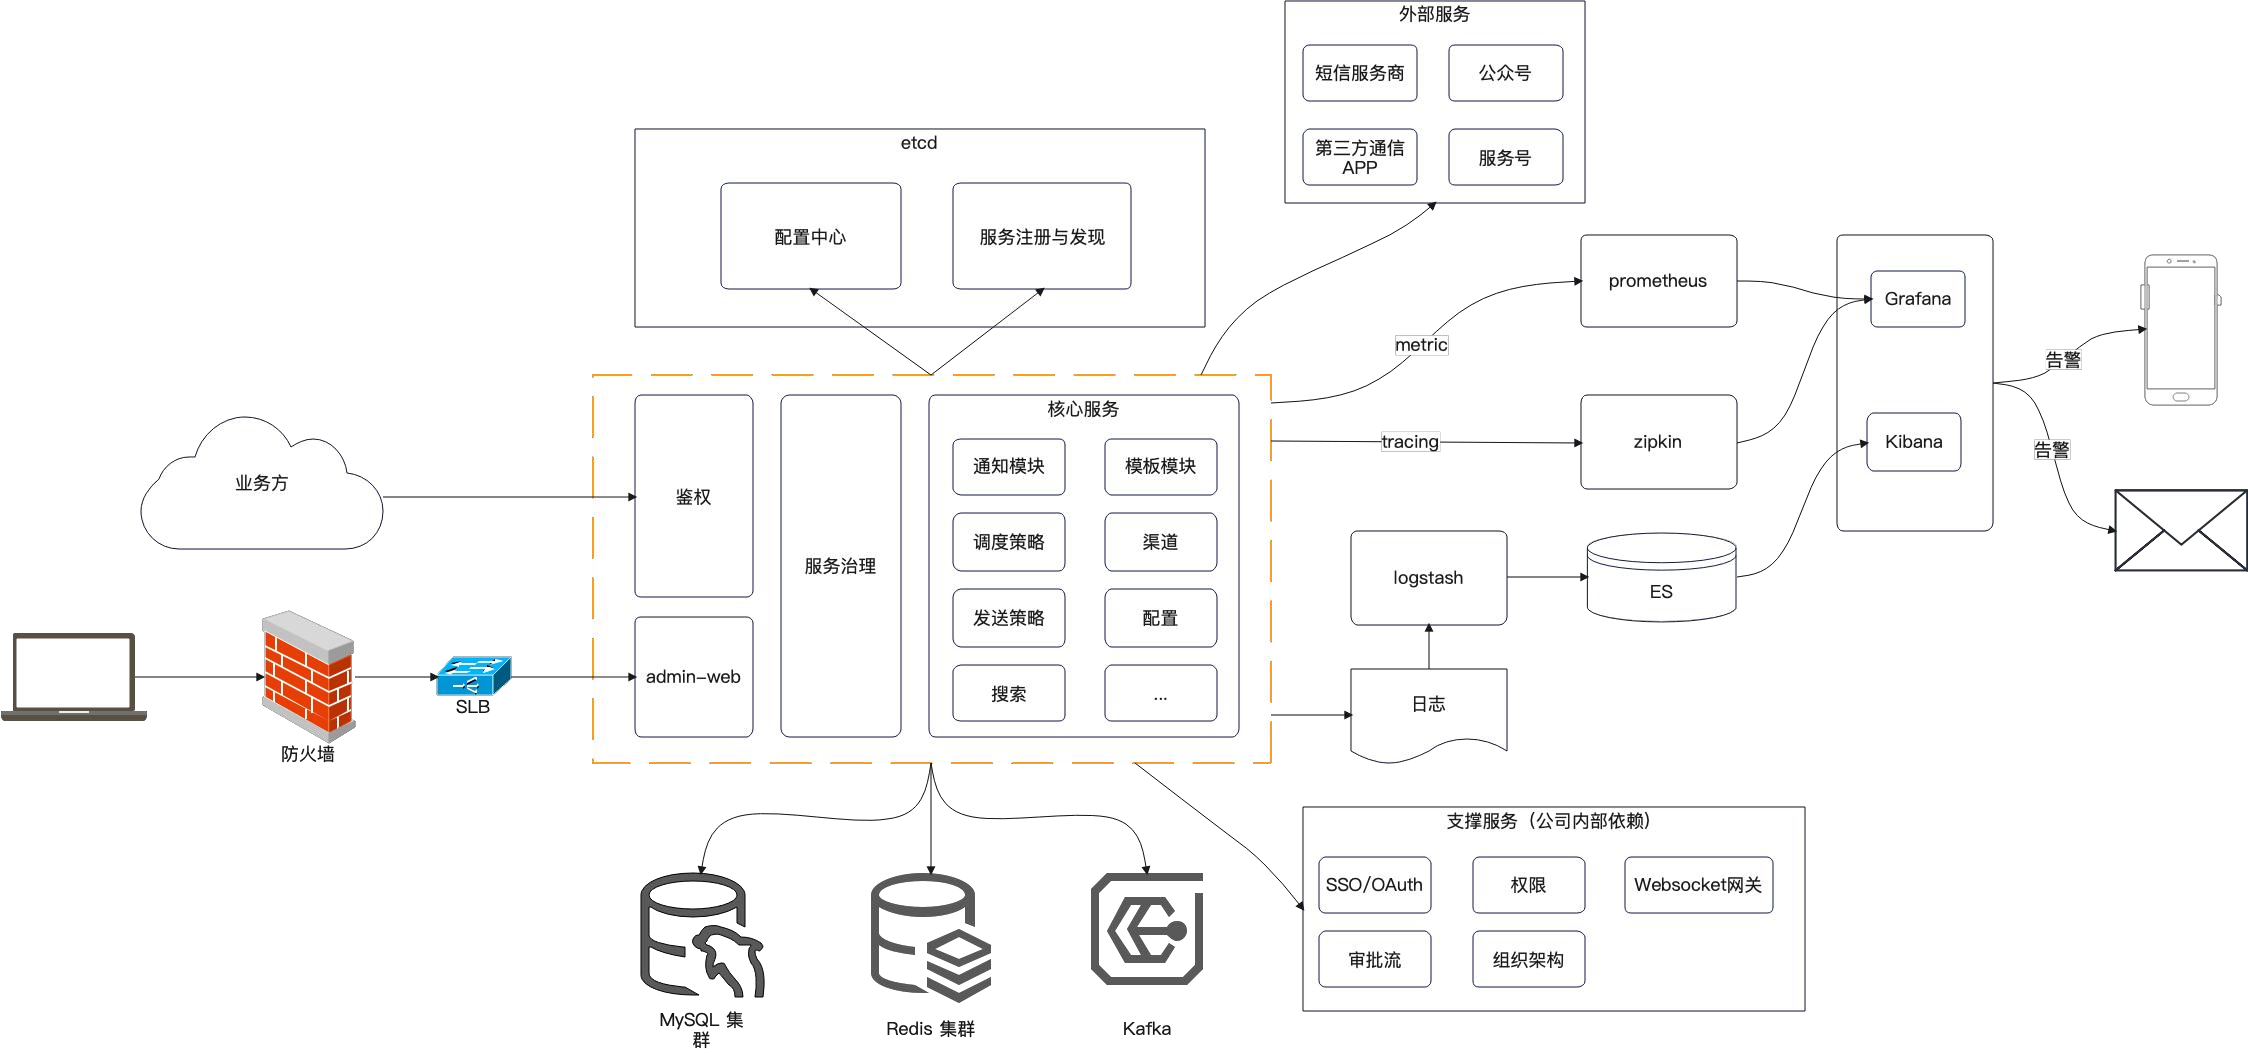 外部服务
短信服务商
公众号
第三方通信
APP
服务号
etcd
配置中心
服务注册与发现
prometheus
Grafana
metric
告警
zipkin
Kibana
tracing
告警
业务方
鉴权
服务治理
核心服务
通知模块
模板模块
调度策略
渠道
发送策略
配置
搜索
...
admin-web
防火墙
SLB
logstash
ES
日志
支撑服务（公司内部依赖）
SSO/OAuth
权限
Websocket网关
审批流
组织架构
MySQL 集
群
Redis 集群
Kafka